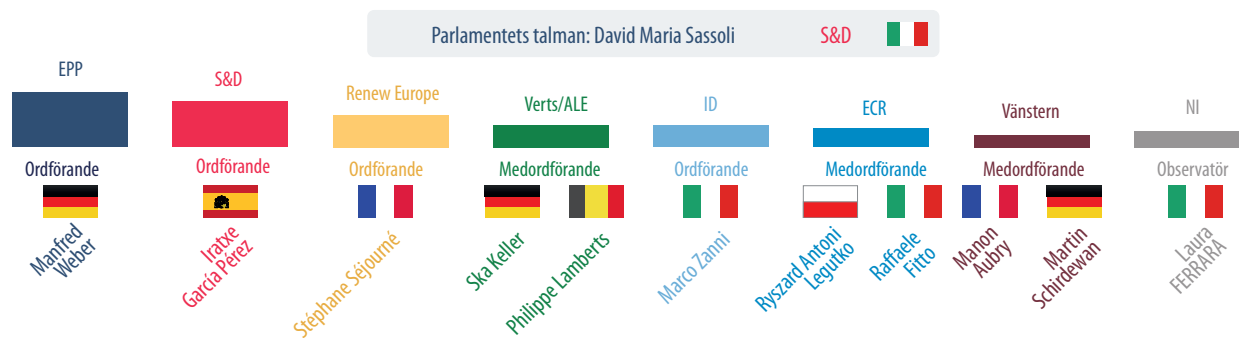 Parlamentets talman: David Maria Sassoli S&D
EPP
S&D
Renew Europe
Verts/ALE
ID
ECR
Vänstern
NI
Ordförande
Ordförande
Ordförande
Medordförande
Ordförande
Medordförande
Medordförande
Observatör
Manfred
Weber
Iratxe
García Pérez
Stéphane Séjourné
Ska Keller
Philippe Lamberts
Marco Zanni
Ryszard Antoni
Legutko
Raffaele
Fitto
Manon
Aubry
Martin
Schirdewan
Laura
FERRARA